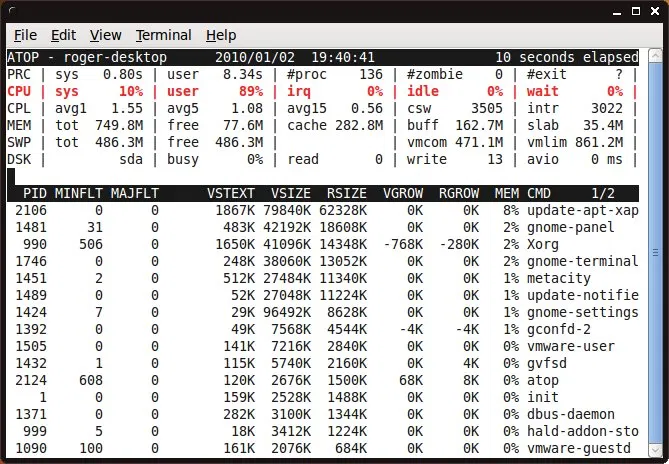 File Edit View Terminal Help
ATOP - roger-desktop 2010/01/02 19:40:41 10 seconds elapsed
PRC | sys 0.80s | user 8.34s | #proc 136 | #zombie 0 | #exit ? |
CPU | sys 10% | user 89% | irq 0% | idle 0% | wait 0% |
CPL | avg1 1.55 | avg5 1.08 | avg15 0.56 | csw 3505 | intr 3022 |
MEM | tot 749.8M | free 77.6M | cache 282.8M | buff 162.7M | slab 35.4M |
SWP | tot 486.3M | free 486.3M | | vmcom 471.1M | vmlim 861.2M |
DSK | sda | busy 0% | read 0 | write 13 | avio 0 ms |
PID MINFLT MAJFLT VSTEXT VSIZE RSIZE VGROW RGROW MEM CMD 1/2
2106 0 0 1867K 79840K 62328K 0K 0K 8% update-apt-xap
1481 31 0 483K 42192K 18608K 0K 0K 2% gnome-panel
990 506 0 1650K 41096K 14348K -768K -280K 2% Xorg
1746 0 0 248K 38060K 13052K 0K 0K 2% gnome-terminal
1451 2 0 512K 27484K 11340K 0K 0K 1% metacity
1489 0 0 52K 27048K 11224K 0K 0K 1% update-notifie
1424 7 0 29K 96492K 8628K 0K 0K 1% gnome-settings
1392 0 0 49K 7568K 4544K -4K -4K 1% gconfd-2
1505 0 0 141K 7216K 2840K 0K 0K 0% vmware-user
1432 1 0 115K 5740K 2160K 0K 4K 0% gvfsd
2124 608 0 120K 2676K 1500K 68K 8K 0% atop
1 0 0 159K 2528K 1488K 0K 0K 0% init
1371 0 0 282K 3100K 1344K 0K 0K 0% dbus-daemon
999 5 0 18K 3412K 1224K 0K 0K 0% hald-addon-sto
1090 100 0 161K 2076K 684K 0K 0K 0% vmware-guestd